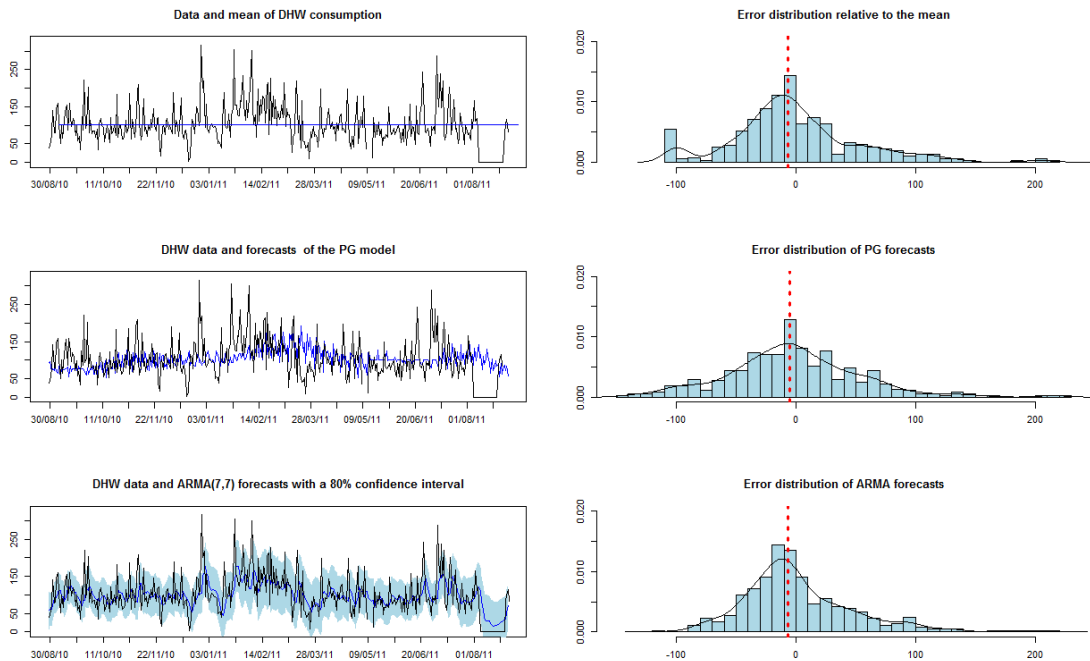 Data and mean of DHW consumption
250
150
50
0
30/08/10 11/10/10 22/11/10 03/01/11 14/02/11 28/03/11 09/05/11 20/06/11 01/08/11
Error distribution relative to the mean
0.020
0.010
0.000
-100 0 100 200
DHW data and forecasts of the PG model
250
150
50
0
30/08/10 11/10/10 22/11/10 03/01/11 14/02/11 28/03/11 09/05/11 20/06/11 01/08/11
Error distribution of PG forecasts
0.020
0.010
0.000
-100 0 100 200
DHW data and ARMA(7,7) forecasts with a 80% confidence interval
250
150
50
0
30/08/10 11/10/10 22/11/10 03/01/11 14/02/11 28/03/11 09/05/11 20/06/11 01/08/11
Error distribution of ARMA forecasts
0.020
0.010
0.000
-100 0 100 200